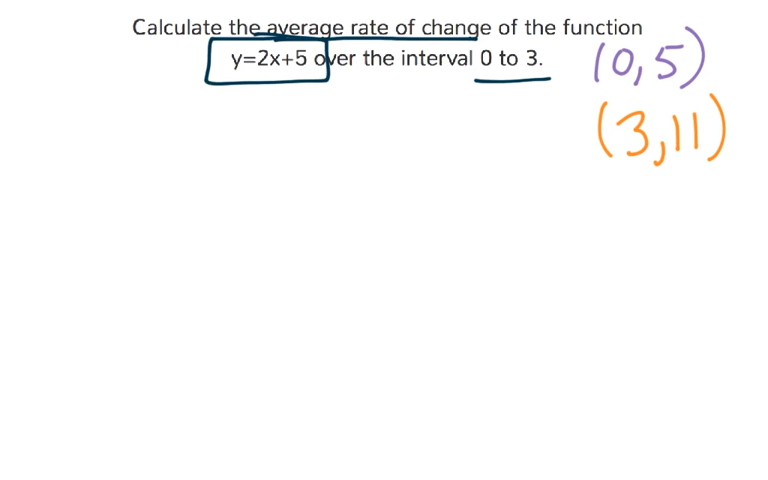 Calculate the average rate of change of the function
y=2x+5 over the interval 0 to 3.
(0,5)
(3,11)